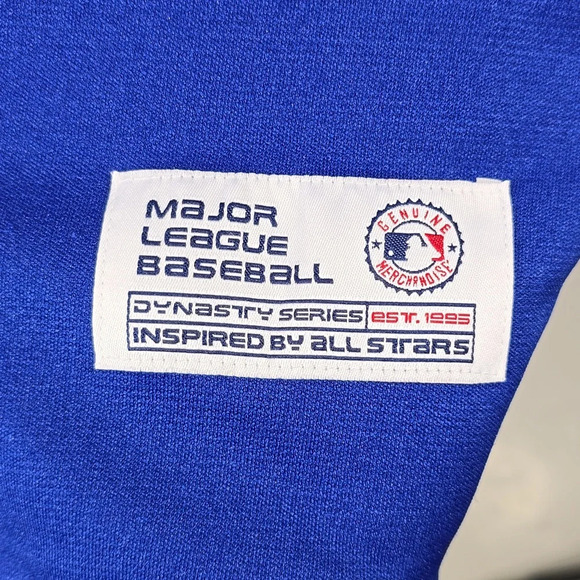 Major
League
Baseball
Dynasty Series est. 1995
Inspired by all stars
GENUINE
MERCHANDISE